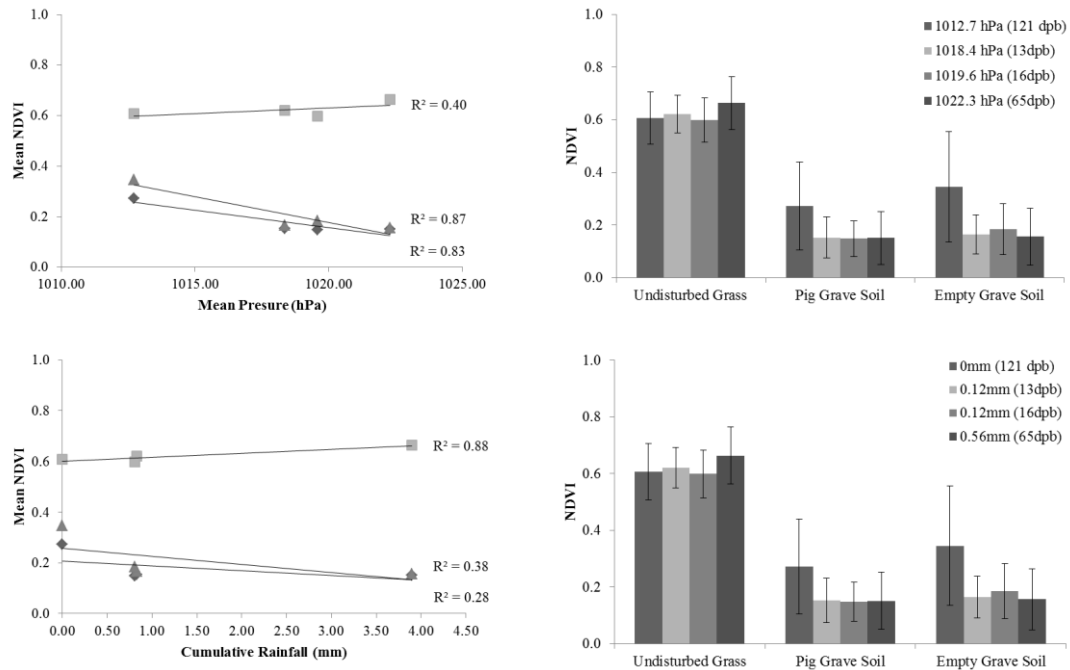 1.0
0.8
0.6
0.4
0.2
0.0
Mean NDVI
R² = 0.40
R² = 0.87
R² = 0.83
1010.00 1015.00 1020.00 1025.00
Mean Presure (hPa)
1.0
0.8
0.6
0.4
0.2
0.0
NDVI
1012.7 hPa (121 dpb)
1018.4 hPa (13dpb)
1019.6 hPa (16dpb)
1022.3 hPa (65dpb)
Undisturbed Grass Pig Grave Soil Empty Grave Soil
1.0
0.8
0.6
0.4
0.2
0.0
Mean NDVI
R² = 0.88
R² = 0.38
R² = 0.28
0.00 1.00 2.00 2.50 3.00 3.50 4.00 4.50
Cumulative Rainfall (mm)
1.0
0.8
0.6
0.4
0.2
0.0
NDVI
0mm (121 dpb)
0.12mm (13dpb)
0.12mm (16dpb)
0.56mm (65dpb)
Undisturbed Grass Pig Grave Soil Empty Grave Soil